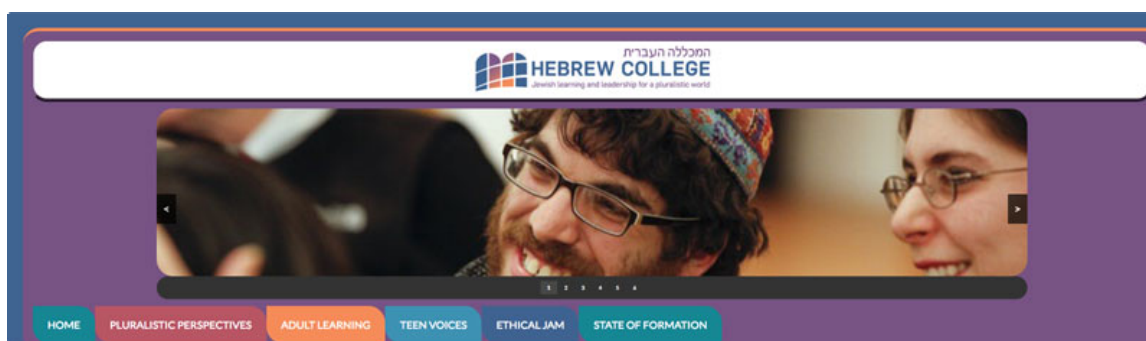 המכללה העברית
HEBREW COLLEGE
Jewish learning and leadership for a pluralistic world
<
>
1 2 3 4 5 6
HOME PLURALISTIC PERSPECTIVES ADULT LEARNING TEEN VOICES ETHICAL JAM STATE OF FORMATION